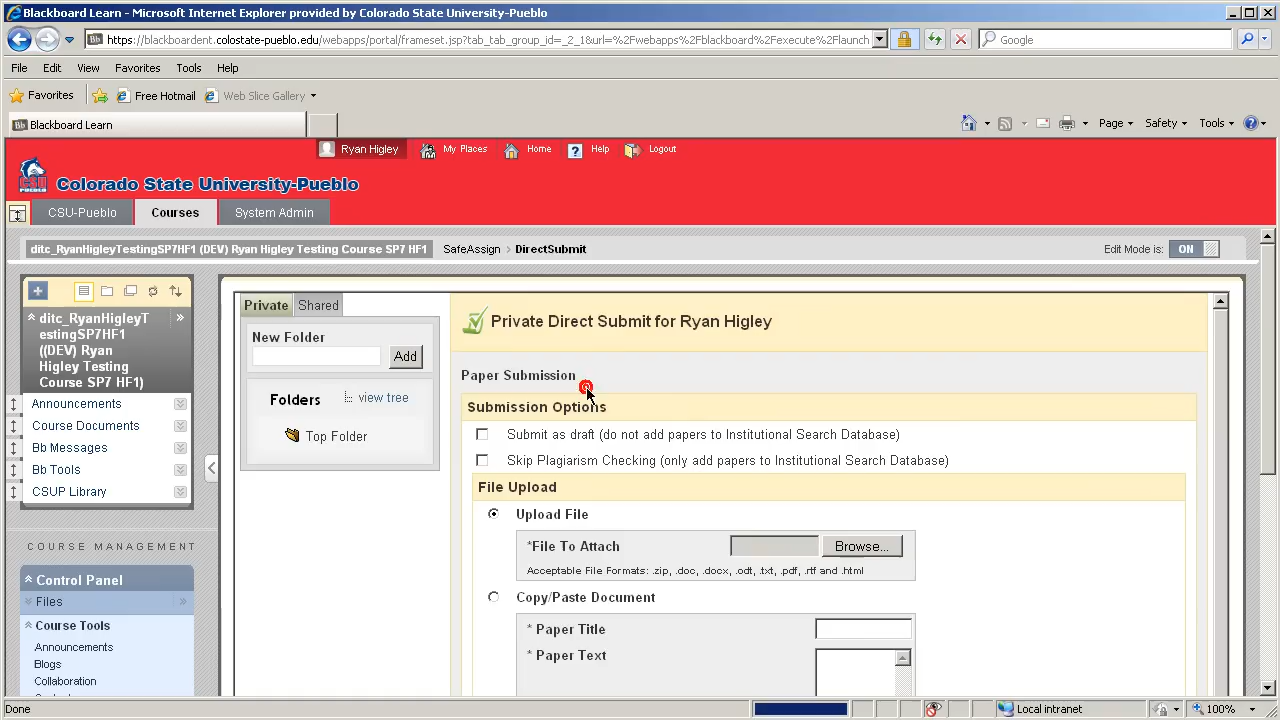 Blackboard Learn - Microsoft Internet Explorer provided by Colorado State University-Pueblo
https://blackboardent.colostate-pueblo.edu/webapps/portal/frameset.jsp?tab_tab_group_id=_2_1&url=%2Fwebapps%2Fblackboard%2Fexecute%2Flaunch
Google
File Edit View Favorites Tools Help
Favorites Free Hotmail Web Slice Gallery
Bb Blackboard Learn
Page Safety Tools
Ryan Higley My Places Home Help Logout
CSU
PUEBLO
Colorado State University-Pueblo
CSU-Pueblo Courses System Admin
ditc_RyanHigleyTestingSP7HF1 (DEV) Ryan Higley Testing Course SP7 HF1) SafeAssign > DirectSubmit Edit Mode is: ON
ditc_RyanHigleyT
estingSP7HF1
((DEV) Ryan
Higley Testing
Course SP7 HF1)
Announcements
Course Documents
Bb Messages
Bb Tools
CSUP Library
COURSE MANAGEMENT
Control Panel
Files
Course Tools
Announcements
Blogs
Collaboration
Private Shared
New Folder
Add
Folders view tree
Top Folder
Private Direct Submit for Ryan Higley
Paper Submission
Submission Options
Submit as draft (do not add papers to Institutional Search Database)
Skip Plagiarism Checking (only add papers to Institutional Search Database)
File Upload
Upload File
*File To Attach Browse...
Acceptable File Formats: .zip, .doc, .docx, .odt, .txt, .pdf, .rtf and .html
Copy/Paste Document
* Paper Title
* Paper Text
Done Local intranet 100%